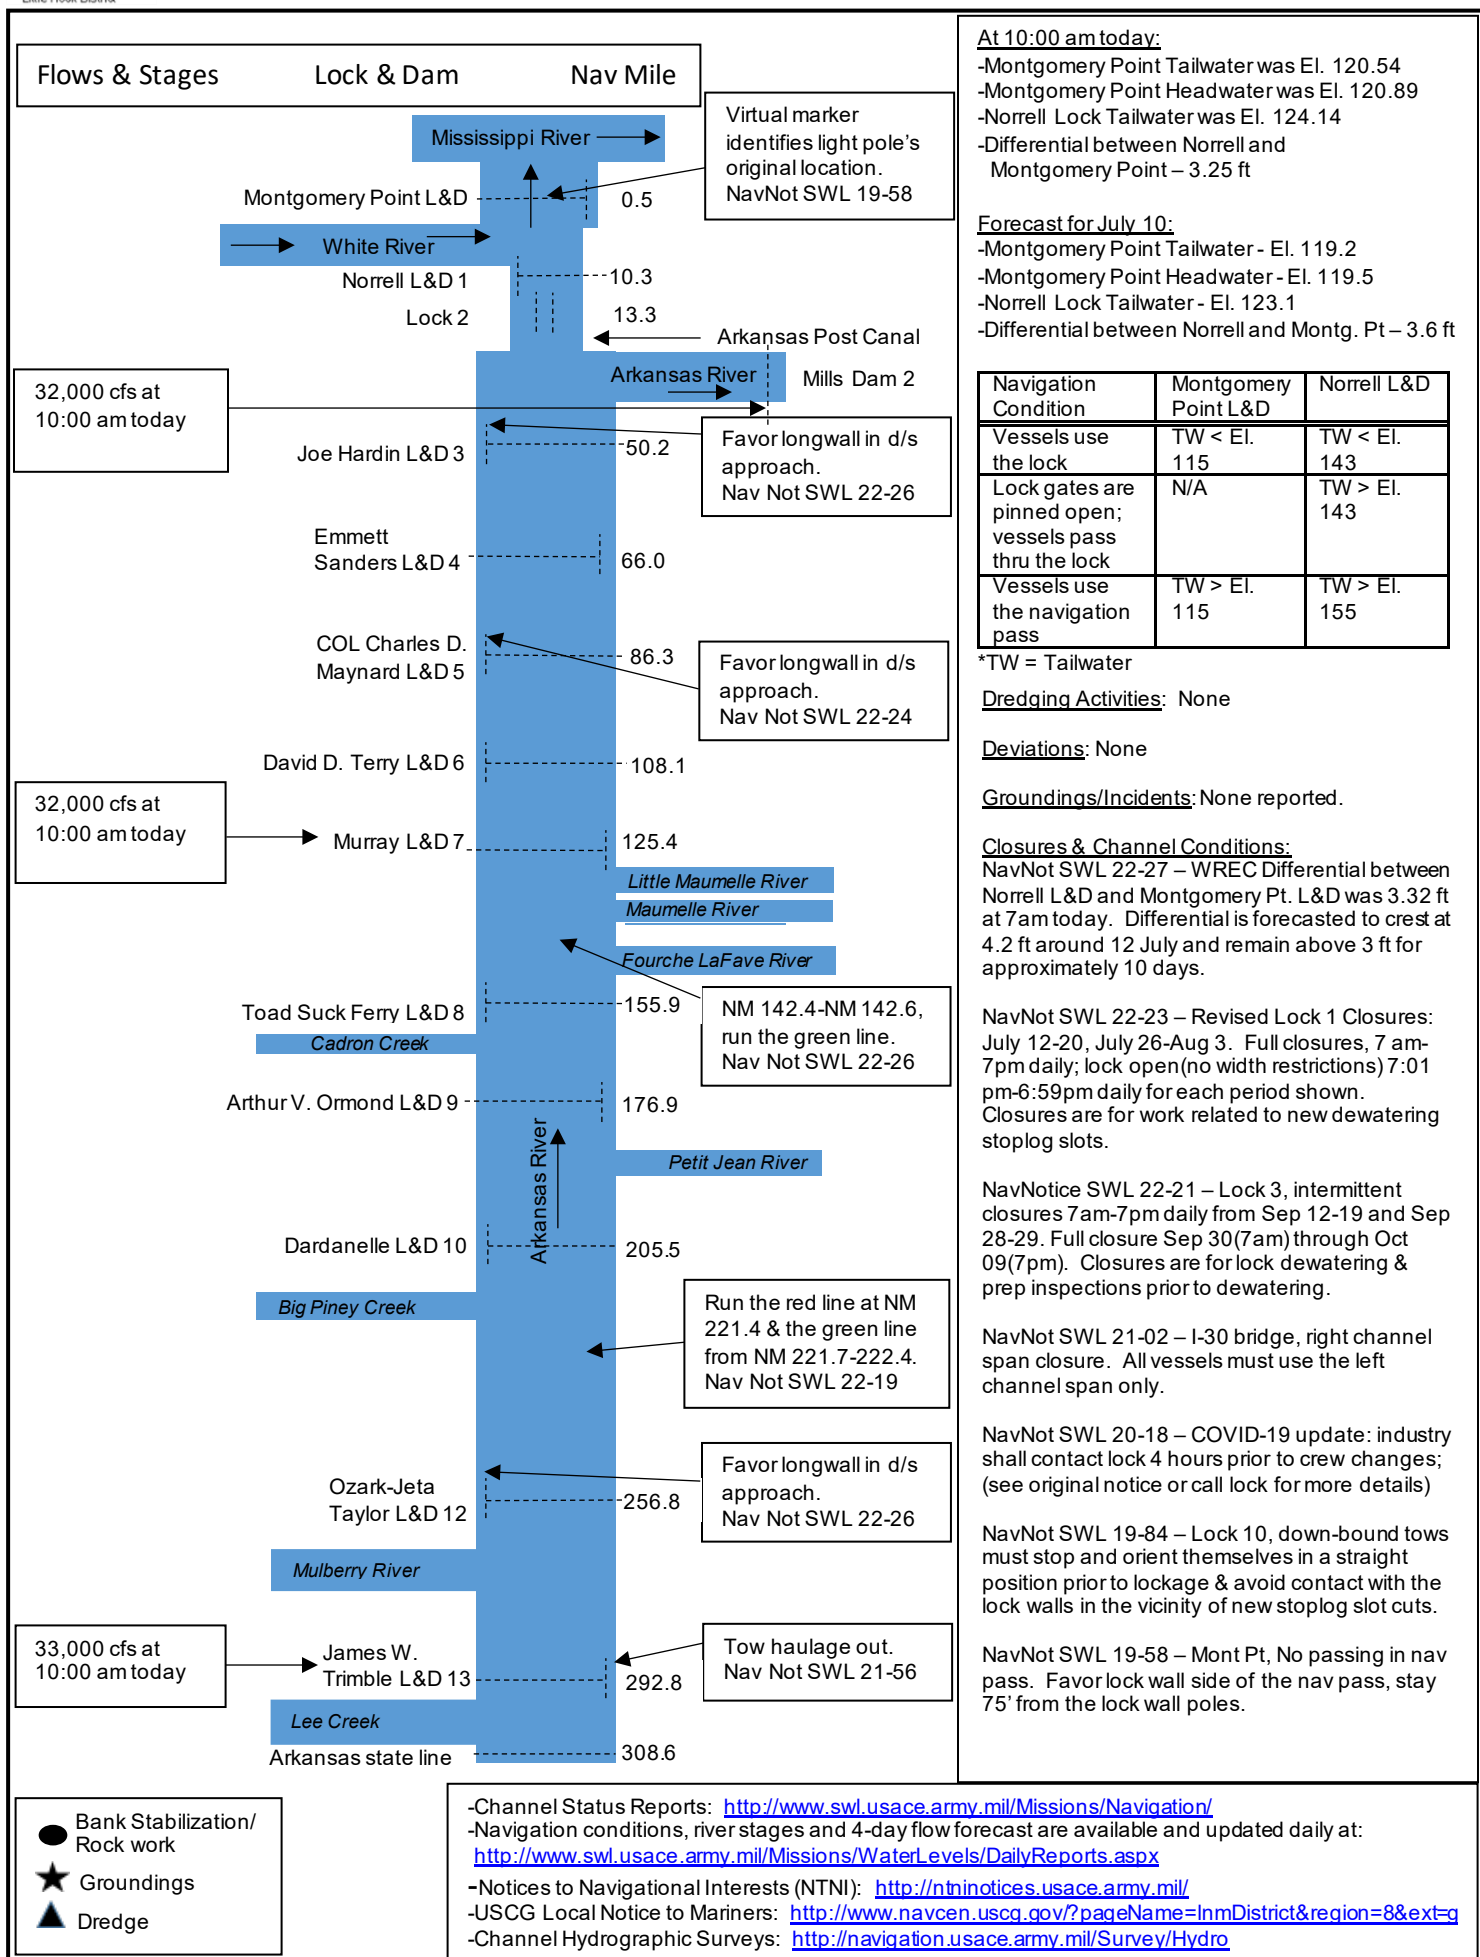 Flows & Stages Lock & Dam Nav Mile
Mississippi River
Virtual marker
identifies light pole's
original location.
NavNot SWL 19-58
Montgomery Point L&D
0.5
White River
Norrell L&D 1
10.3
Lock 2
13.3
Arkansas Post Canal
Arkansas River
Mills Dam 2
32,000 cfs at
10:00 am today
Joe Hardin L&D 3
50.2
Favor longwall in d/s
approach.
Nav Not SWL 22-26
Emmett
Sanders L&D 4
66.0
COL Charles D.
Maynard L&D 5
86.3
Favor longwall in d/s
approach.
Nav Not SWL 22-24
David D. Terry L&D 6
108.1
32,000 cfs at
10:00 am today
Murray L&D 7
125.4
Little Maumelle River
Maumelle River
Fourche LaFave River
Toad Suck Ferry L&D 8
155.9
NM 142.4-NM 142.6,
run the green line.
Nav Not SWL 22-26
Cadron Creek
Arthur V. Ormond L&D 9
176.9
Arkansas River
Petit Jean River
Dardanelle L&D 10
205.5
Big Piney Creek
Run the red line at NM
221.4 & the green line
from NM 221.7-222.4.
Nav Not SWL 22-19
Ozark-Jeta
Taylor L&D 12
256.8
Favor longwall in d/s
approach.
Nav Not SWL 22-26
Mulberry River
33,000 cfs at
10:00 am today
James W.
Trimble L&D 13
292.8
Tow haulage out.
Nav Not SWL 21-56
Lee Creek
Arkansas state line
308.6
At 10:00 am today:
-Montgomery Point Tailwater was El. 120.54
-Montgomery Point Headwater was El. 120.89
-Norrell Lock Tailwater was El. 124.14
-Differential between Norrell and
Montgomery Point – 3.25 ft
Forecast for July 10:
-Montgomery Point Tailwater - El. 119.2
-Montgomery Point Headwater - El. 119.5
-Norrell Lock Tailwater - El. 123.1
-Differential between Norrell and Montg. Pt – 3.6 ft
Navigation Condition | Montgomery Point L&D | Norrell L&D
Vessels use the lock | TW < El. 115 | TW < El. 143
Lock gates are pinned open; vessels pass thru the lock | N/A | TW > El. 143
Vessels use the navigation pass | TW > El. 115 | TW > El. 155
*TW = Tailwater
Dredging Activities: None
Deviations: None
Groundings/Incidents: None reported.
Closures & Channel Conditions:
NavNot SWL 22-27 – WREC Differential between
Norrell L&D and Montgomery Pt. L&D was 3.32 ft
at 7am today. Differential is forecasted to crest at
4.2 ft around 12 July and remain above 3 ft for
approximately 10 days.
NavNot SWL 22-23 – Revised Lock 1 Closures:
July 12-20, July 26-Aug 3. Full closures, 7 am-
7pm daily; lock open(no width restrictions) 7:01
pm-6:59pm daily for each period shown.
Closures are for work related to new dewatering
stoplog slots.
NavNotice SWL 22-21 – Lock 3, intermittent
closures 7am-7pm daily from Sep 12-19 and Sep
28-29. Full closure Sep 30(7am) through Oct
09(7pm). Closures are for lock dewatering &
prep inspections prior to dewatering.
NavNot SWL 21-02 – I-30 bridge, right channel
span closure. All vessels must use the left
channel span only.
NavNot SWL 20-18 – COVID-19 update: industry
shall contact lock 4 hours prior to crew changes;
(see original notice or call lock for more details)
NavNot SWL 19-84 – Lock 10, down-bound tows
must stop and orient themselves in a straight
position prior to lockage & avoid contact with the
lock walls in the vicinity of new stoplog slot cuts.
NavNot SWL 19-58 – Mont Pt, No passing in nav
pass. Favor lock wall side of the nav pass, stay
75' from the lock wall poles.
Bank Stabilization/
Rock work
Groundings
Dredge
-Channel Status Reports: http://www.swl.usace.army.mil/Missions/Navigation/
-Navigation conditions, river stages and 4-day flow forecast are available and updated daily at:
http://www.swl.usace.army.mil/Missions/WaterLevels/DailyReports.aspx
-Notices to Navigational Interests (NTNI): http://ntninotices.usace.army.mil/
-USCG Local Notice to Mariners: http://www.navcen.uscg.gov/?pageName=lnmDistrict&region=8&ext=g
-Channel Hydrographic Surveys: http://navigation.usace.army.mil/Survey/Hydro